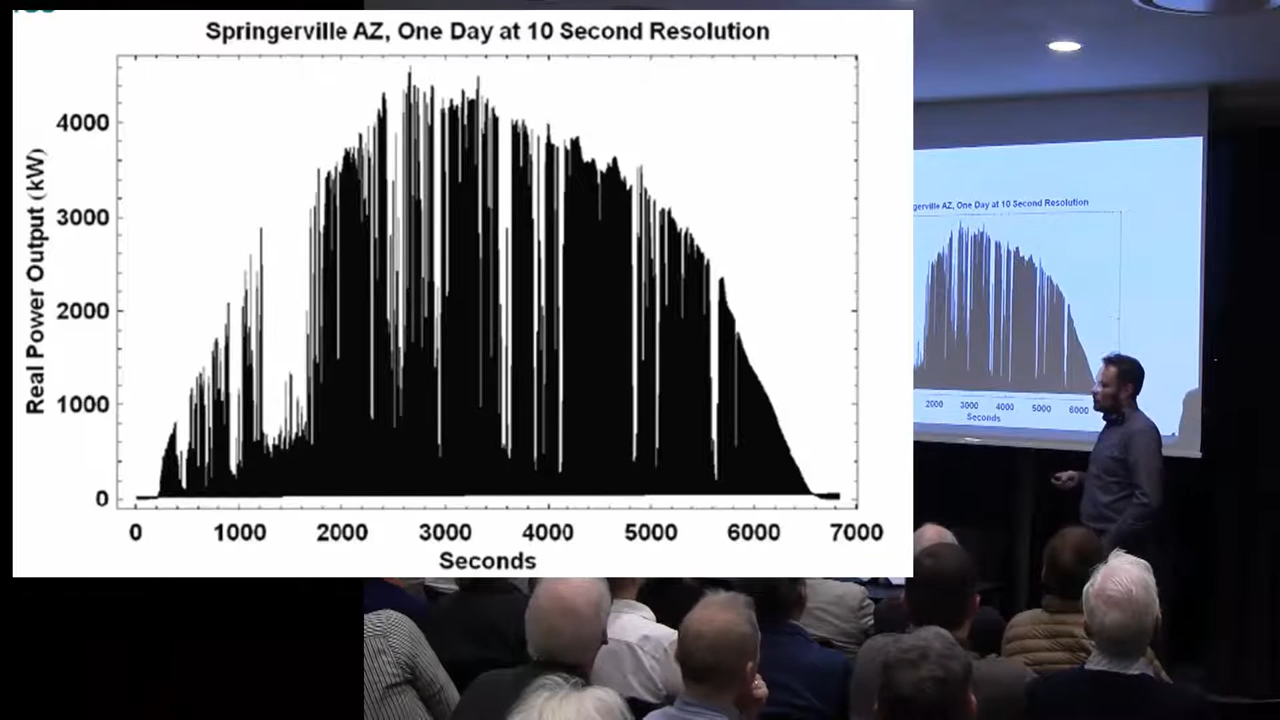 Springerville AZ, One Day at 10 Second Resolution
Real Power Output (kW)
4000
3000
2000
1000
0
0 1000 2000 3000 4000 5000 6000 7000
Seconds
gerville AZ, One Day at 10 Second Resolution
2000 3000 4000 5000 6000
Seconds